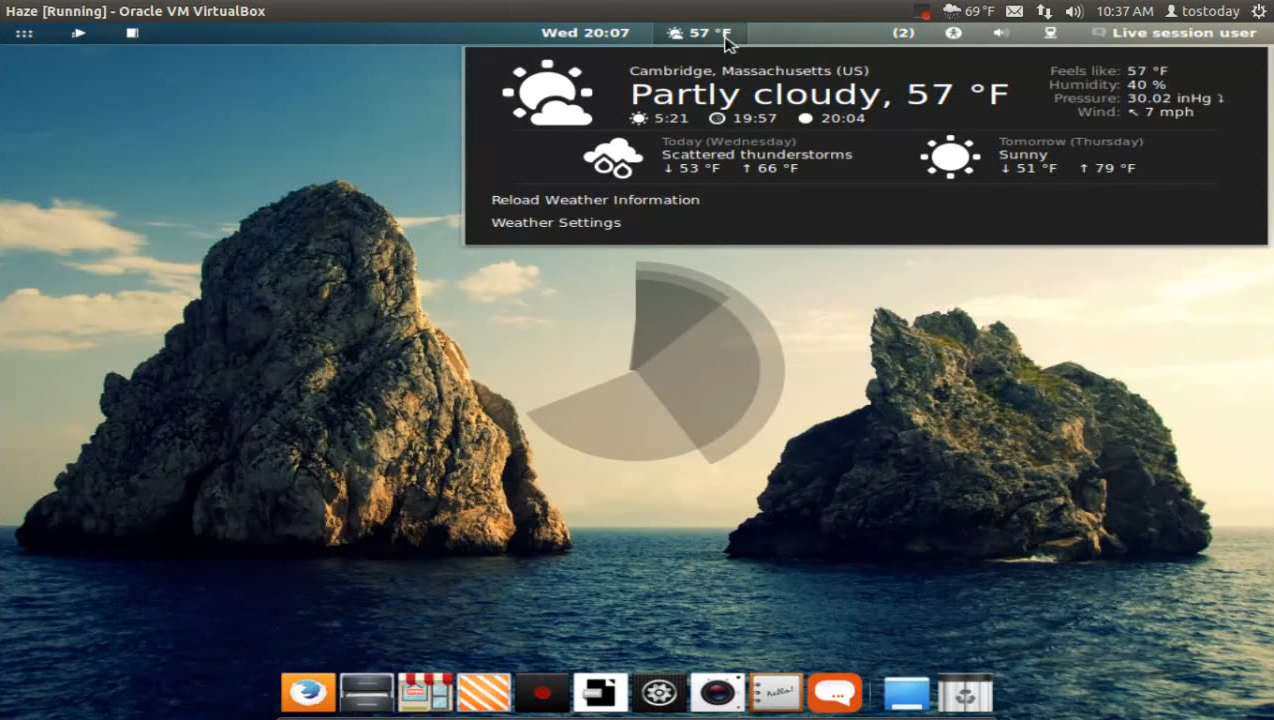 Haze [Running] - Oracle VM VirtualBox
69 °F
10:37 AM
tostoday
Wed 20:07
57 °F
(2)
Live session user
Cambridge, Massachusetts (US)
Partly cloudy, 57 °F
5:21
19:57
20:04
Feels like: 57 °F
Humidity: 40 %
Pressure: 30.02 inHg ↴
Wind: ↖ 7 mph
Today (Wednesday)
Scattered thunderstorms
↓ 53 °F ↑ 66 °F
Tomorrow (Thursday)
Sunny
↓ 51 °F ↑ 79 °F
Reload Weather Information
Weather Settings
hello!